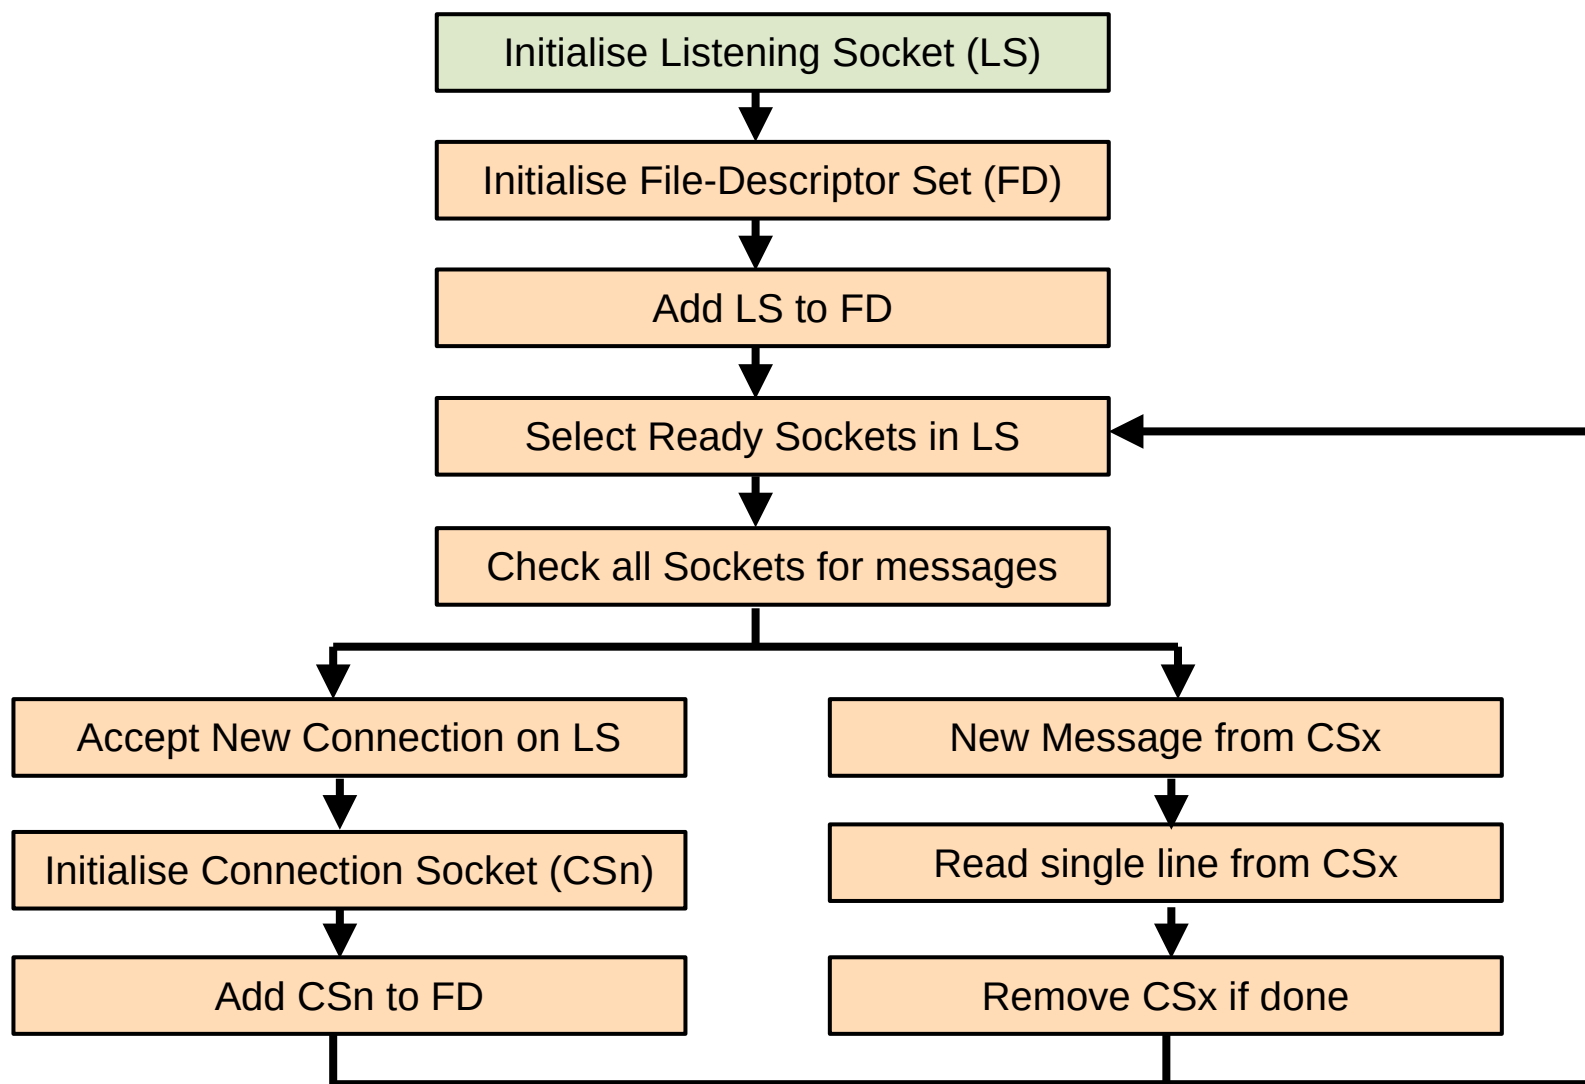 Initialise Listening Socket (LS)
Initialise File-Descriptor Set (FD)
Add LS to FD
Select Ready Sockets in LS
Check all Sockets for messages
Accept New Connection on LS
New Message from CSx
Initialise Connection Socket (CSn)
Read single line from CSx
Add CSn to FD
Remove CSx if done